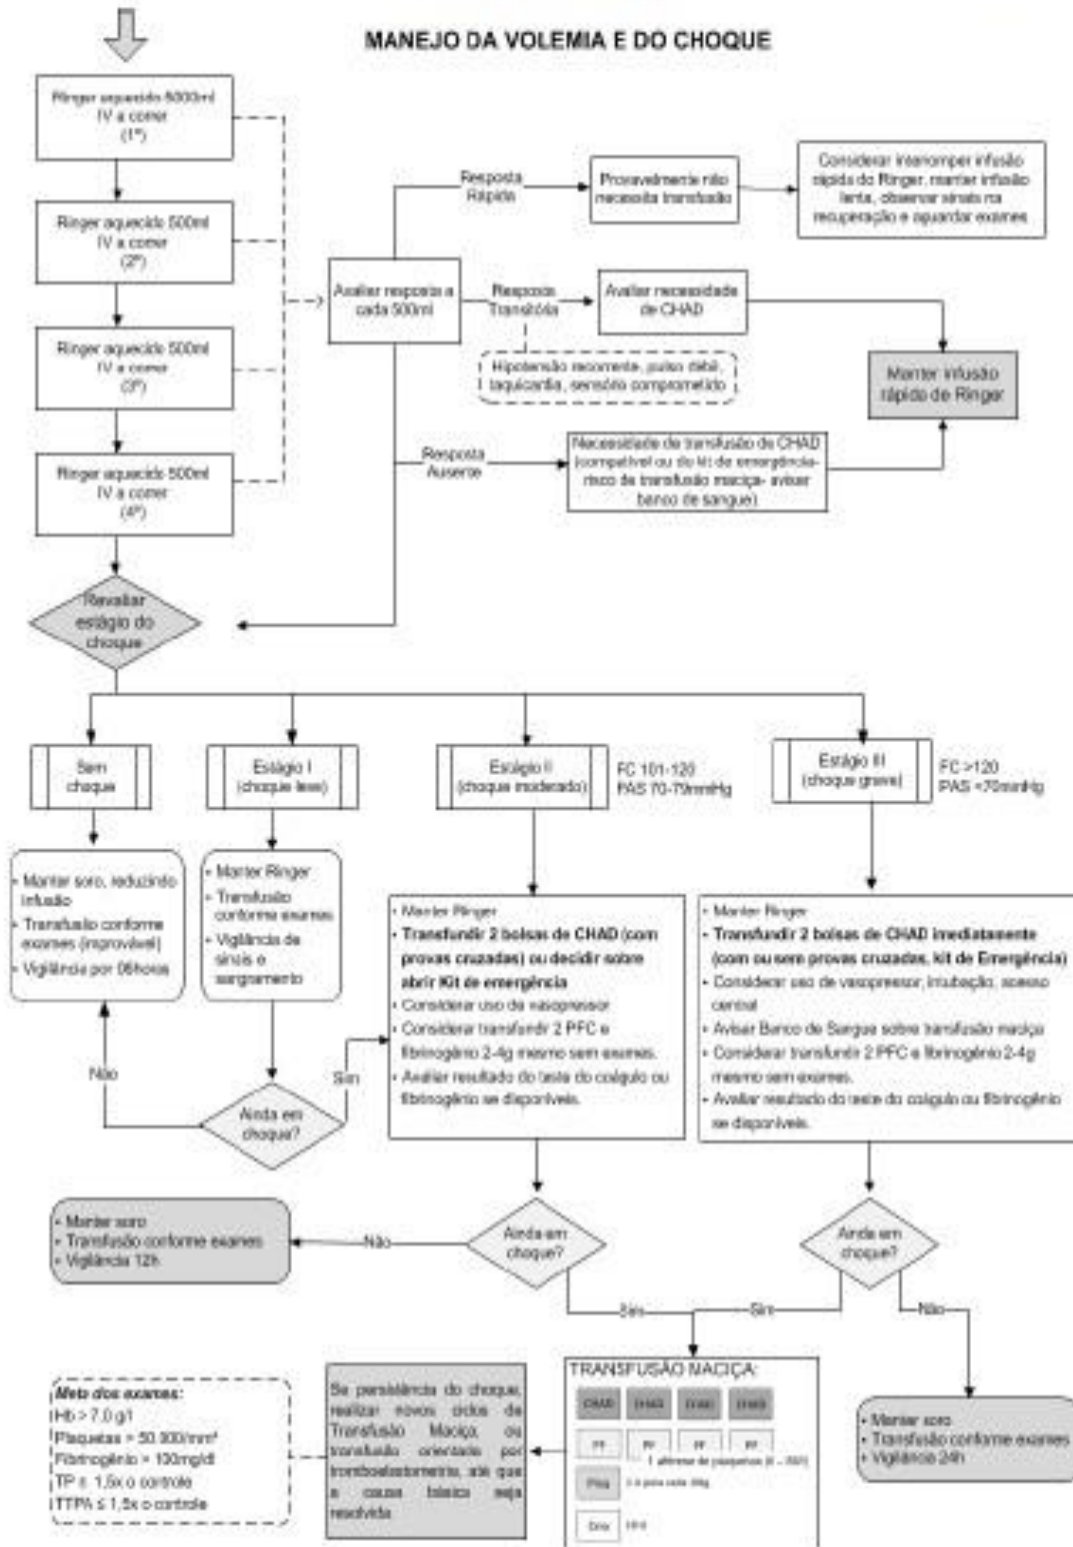 MANEJO DA VOLEMIA E DO CHOQUE
Ringer aquecido 5000ml
IV a correr
(1º)
Ringer aquecido 500ml
IV a correr
(2º)
Ringer aquecido 500ml
IV a correr
(3º)
Ringer aquecido 500ml
IV a correr
(4º)
Avaliar resposta a
cada 500ml
Resposta
Rápida
Provavelmente não
necessita transfusão
Considerar interromper infusão
rápida do Ringer, manter infusão
lenta, observar sinais na
recuperação e aguardar exames
Resposta
Transitória
Avaliar necessidade
de CHAD
Hipotensão recorrente, pulso débil,
taquicardia, sensório comprometido
Manter infusão
rápida de Ringer
Resposta
Ausente
Necessidade de transfusão de CHAD
(compatível ou do kit de emergência-
risco de transfusão maciça- avisar
banco de sangue)
Reavaliar
estágio do
choque
Sem
choque
Estágio I
(choque leve)
Estágio II
(choque moderado)
FC 101-120
PAS 70-79mmHg
Estágio III
(choque grave)
FC >120
PAS <70mmHg
• Manter soro, reduzindo
infusão
• Transfusão conforme
exames (improvável)
• Vigilância por 06horas
• Manter Ringer
• Transfusão
conforme exames
• Vigilância de
sinais e
sangramento
• Manter Ringer
• Transfundir 2 bolsas de CHAD (com
provas cruzadas) ou decidir sobre
abrir Kit de emergência
• Considerar uso de vasopressor
• Considerar transfundir 2 PFC e
fibrinogênio 2-4g mesmo sem exames.
• Avaliar resultado do teste do coágulo ou
fibrinogênio se disponíveis.
• Manter Ringer
• Transfundir 2 bolsas de CHAD imediatamente
(com ou sem provas cruzadas, kit de Emergência)
• Considerar uso de vasopressor, intubação, acesso
central
• Avisar Banco de Sangue sobre transfusão maciça
• Considerar transfundir 2 PFC e fibrinogênio 2-4g
mesmo sem exames.
• Avaliar resultado do teste do coágulo ou fibrinogênio
se disponíveis.
Não
Sim
Ainda em
choque?
• Manter soro
• Transfusão conforme exames
• Vigilância 12h
Não
Ainda em
choque?
Ainda em
choque?
Sim
Sim
Não
Meta dos exames:
Hb > 7,0 g/l
Plaquetas > 50.000/mm³
Fibrinogênio > 100mg/dl
TP ≤ 1,5x o controle
TTPA ≤ 1,5x o controle
Se persistência do choque,
realizar novos ciclos de
Transfusão Maciça, ou
transfusão orientada por
tromboelastometria, até que
a causa básica seja
resolvida.
TRANSFUSÃO MACIÇA:
CHAD CHAD CHAD CHAD
PF PF PF PF
1 aférese de plaquetas
Plaq
Crio
• Manter soro
• Transfusão conforme exames
• Vigilância 24h